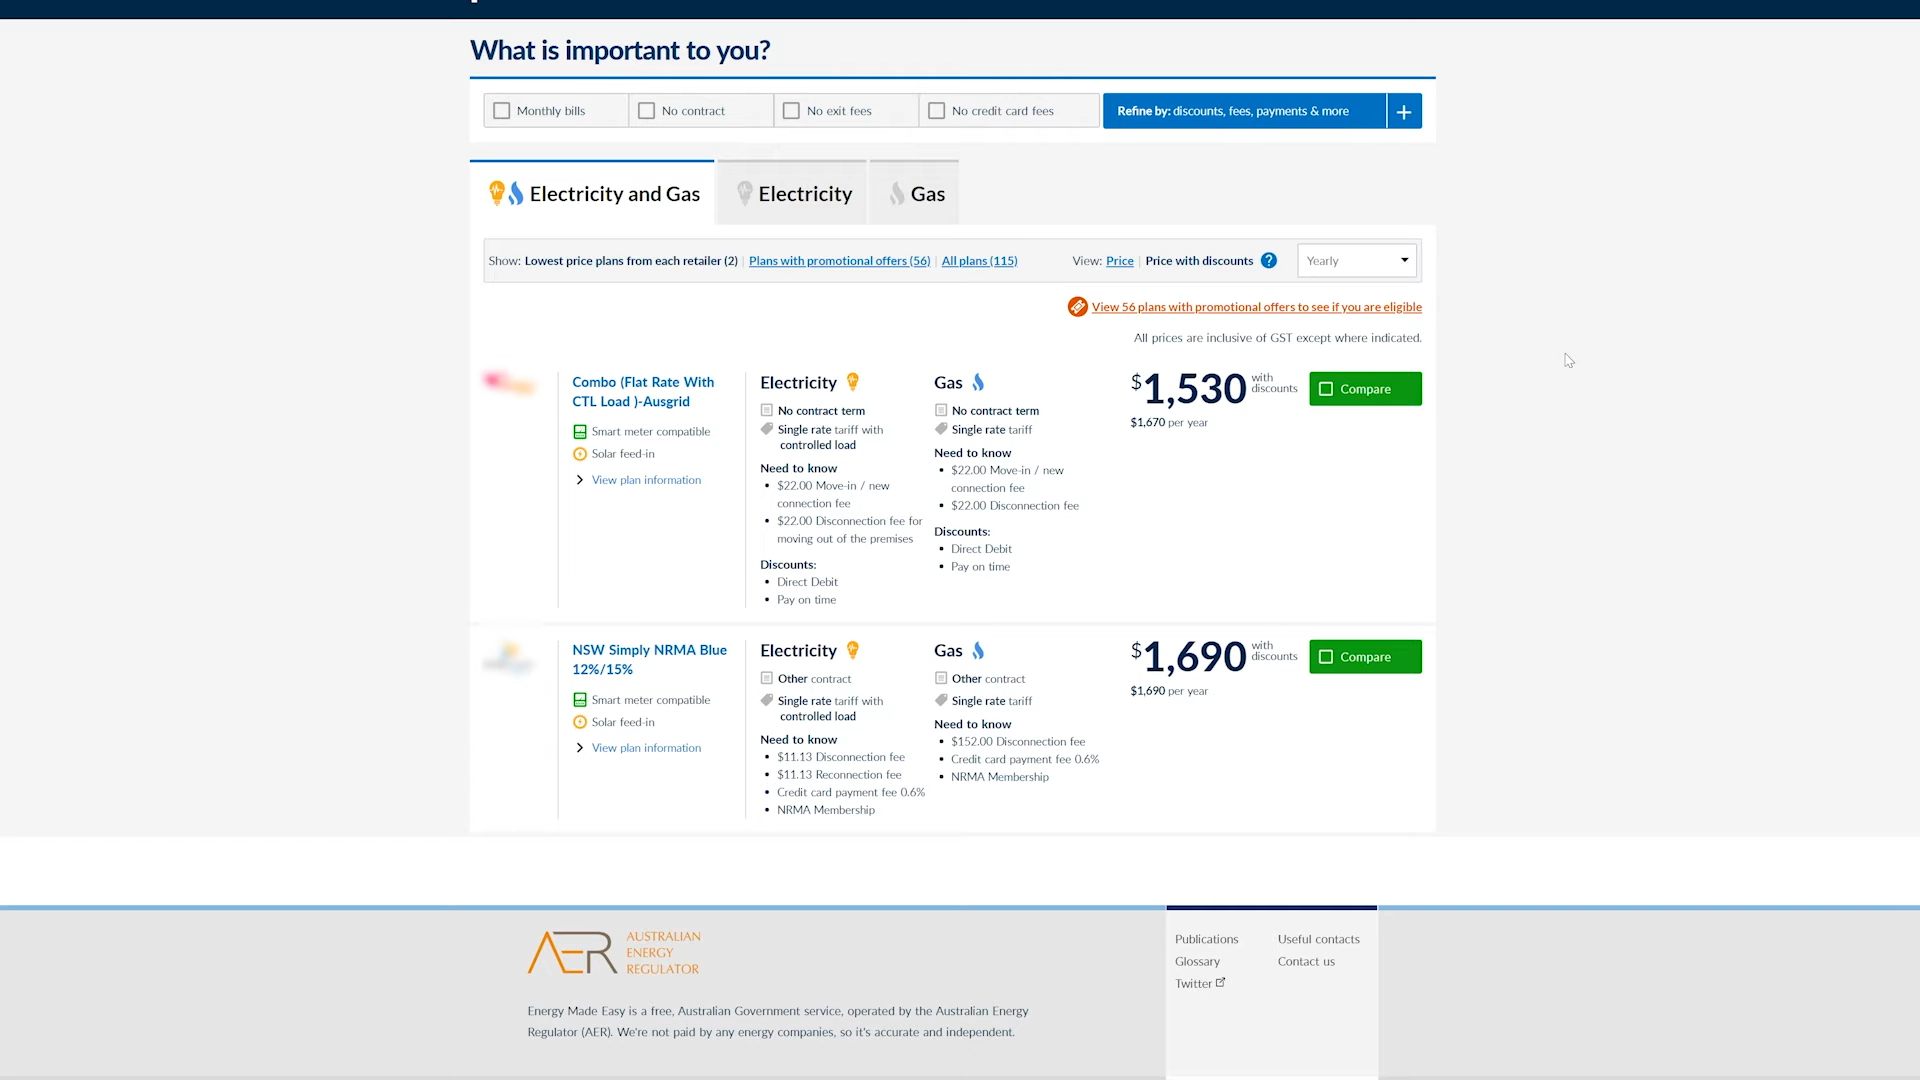 What is important to you?
Monthly bills
No contract
No exit fees
No credit card fees
Refine by: discounts, fees, payments & more
Electricity and Gas
Electricity
Gas
Show: Lowest price plans from each retailer (2) | Plans with promotional offers (56) | All plans (115)
View: Price | Price with discounts ?
Yearly
View 56 plans with promotional offers to see if you are eligible
All prices are inclusive of GST except where indicated.
Combo (Flat Rate With
CTL Load )-Ausgrid
Smart meter compatible
Solar feed-in
View plan information
Electricity
No contract term
Single rate tariff with
controlled load
Need to know
• $22.00 Move-in / new
connection fee
• $22.00 Disconnection fee for
moving out of the premises
Discounts:
• Direct Debit
• Pay on time
Gas
No contract term
Single rate tariff
Need to know
• $22.00 Move-in / new
connection fee
• $22.00 Disconnection fee
Discounts:
• Direct Debit
• Pay on time
$1,530 with
discounts
$1,670 per year
Compare
NSW Simply NRMA Blue
12%/15%
Smart meter compatible
Solar feed-in
View plan information
Electricity
Other contract
Single rate tariff with
controlled load
Need to know
• $11.13 Disconnection fee
• $11.13 Reconnection fee
• Credit card payment fee 0.6%
• NRMA Membership
Gas
Other contract
Single rate tariff
Need to know
• $152.00 Disconnection fee
• Credit card payment fee 0.6%
• NRMA Membership
$1,690 with
discounts
$1,690 per year
Compare
AER
AUSTRALIAN
ENERGY
REGULATOR
Energy Made Easy is a free, Australian Government service, operated by the Australian Energy
Regulator (AER). We're not paid by any energy companies, so it's accurate and independent.
Publications
Glossary
Twitter
Useful contacts
Contact us